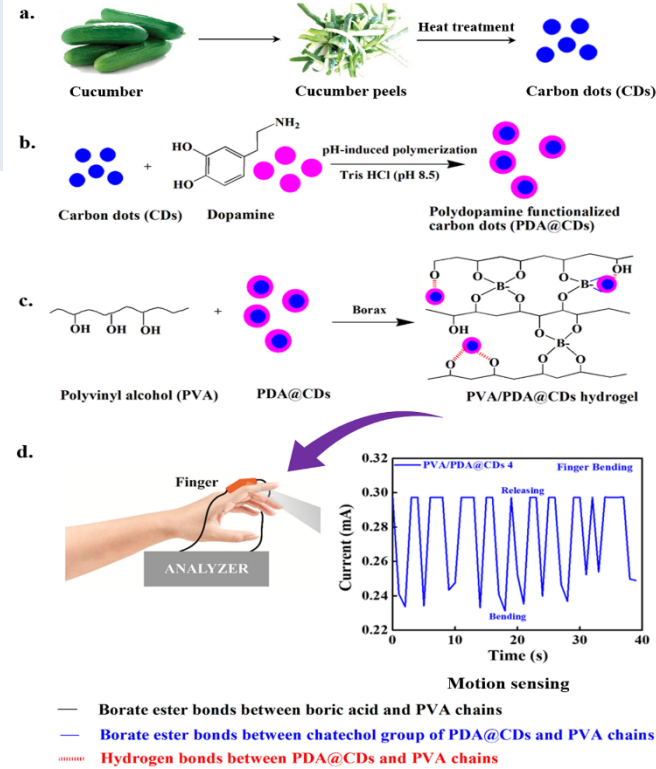 a.
Heat treatment
Cucumber
Cucumber peels
Carbon dots (CDs)
b.
NH₂
HO
HO
+
pH-induced polymerization
Tris HCl (pH 8.5)
Carbon dots (CDs)
Dopamine
Polydopamine functionalized
carbon dots (PDA@CDs)
c.
OH OH OH
+
Borax
O O O O O OH
B- B-
O O O O
OH O O
B-
O O O O
Polyvinyl alcohol (PVA)
PDA@CDs
PVA/PDA@CDs hydrogel
d.
Finger
ANALYZER
PVA/PDA@CDs 4
Finger Bending
Releasing
Bending
Current (mA)
0.32
0.30
0.28
0.26
0.24
0.22
0 10 20 30 40
Time (s)
Motion sensing
Borate ester bonds between boric acid and PVA chains
Borate ester bonds between chatechol group of PDA@CDs and PVA chains
Hydrogen bonds between PDA@CDs and PVA chains